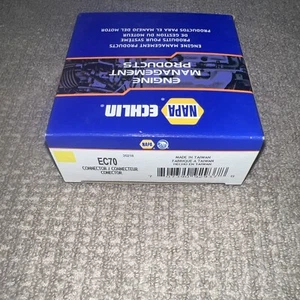 PRODUCTOS PARA EL MANEJO DEL MOTOR
DE GESTION DU MOTEUR
PRODUITS POUR SYSTÈME
ENGINE MANAGEMENT PRODUCTS
ENGINE
MANAGEMENT
PRODUCTS
NAPA
ECHLIN
EC70
CONNECTOR / CONNECTEUR
CONECTOR
NAPA
MADE IN TAIWAN
FABRIQUÉ À TAIWAN
HECHO EN TAIWAN